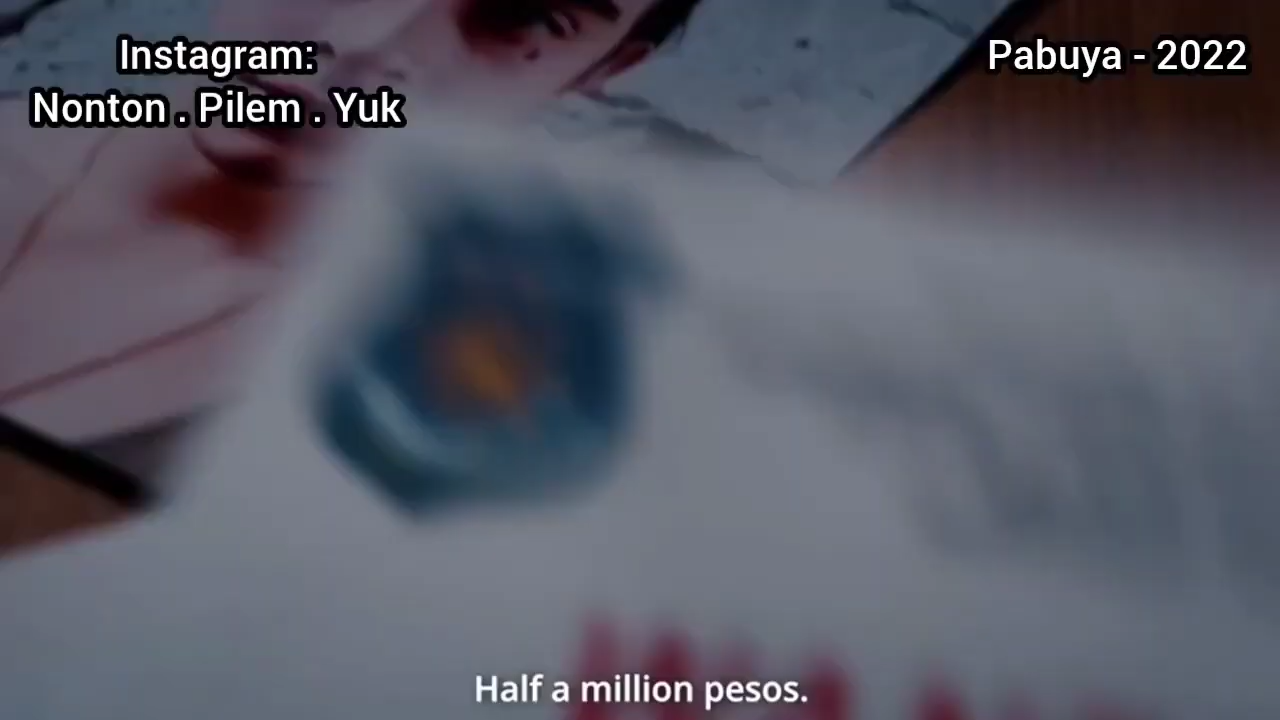 Instagram:
Nonton . Pilem . Yuk
Pabuya - 2022
Half a million pesos.